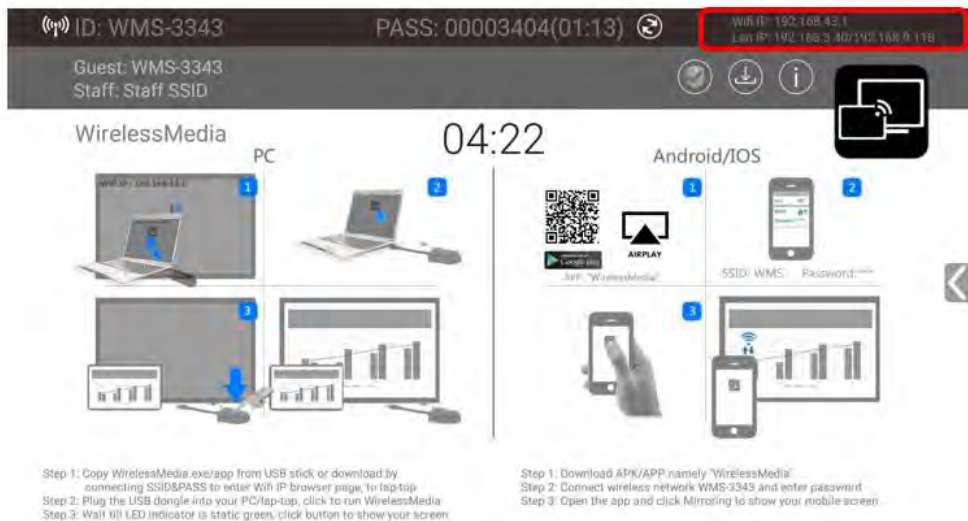 ID: WMS-3343
PASS: 00003404(01:13)
Wifi IP: 192.168.43.1
Lan IP: 192.168.3.40/192.168.9.118
Guest: WMS-3343
Staff: Staff SSID
WirelessMedia
04:22
PC
Android/IOS
1
2
1
2
AIRPLAY
Google play
APP: "WirelessMedia"
SSID: WMS Password:****
3
3
Step 1: Copy WirelessMedia.exe/app from USB stick or download by
connecting SSID&PASS to enter Wifi IP browser page, to lap-top
Step 2: Plug the USB dongle into your PC/lap-top, click to run WirelessMedia
Step 3: Wait till LED indicator is static green, click button to show your screen
Step 1: Download APK/APP namely "WirelessMedia"
Step 2: Connect wireless network WMS-3343 and enter password
Step 3: Open the app and click Mirroring to show your mobile screen